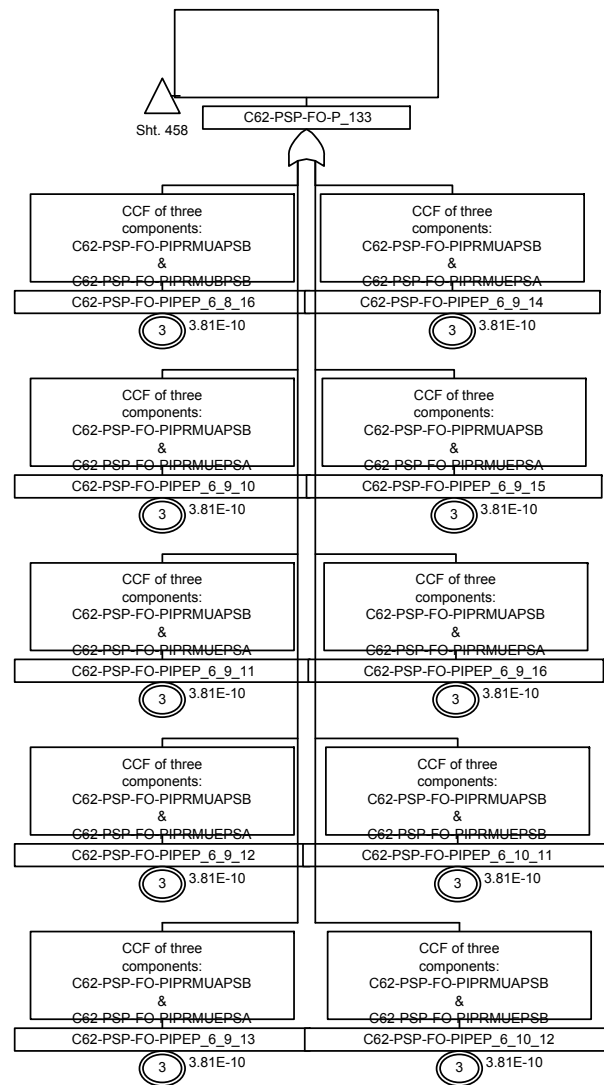 C62-PSP-FO-P_133
Sht. 458
CCF of three
components:
C62-PSP-FO-PIPRMUAPSB
&
C62-PSP-FO-PIPRMUBPSB
C62-PSP-FO-PIPEP_6_8_16
3
3.81E-10
CCF of three
components:
C62-PSP-FO-PIPRMUAPSB
&
C62-PSP-FO-PIPRMUEPSA
C62-PSP-FO-PIPEP_6_9_14
3
3.81E-10
CCF of three
components:
C62-PSP-FO-PIPRMUAPSB
&
C62-PSP-FO-PIPRMUEPSA
C62-PSP-FO-PIPEP_6_9_10
3
3.81E-10
CCF of three
components:
C62-PSP-FO-PIPRMUAPSB
&
C62-PSP-FO-PIPRMUEPSA
C62-PSP-FO-PIPEP_6_9_15
3
3.81E-10
CCF of three
components:
C62-PSP-FO-PIPRMUAPSB
&
C62-PSP-FO-PIPRMUEPSA
C62-PSP-FO-PIPEP_6_9_11
3
3.81E-10
CCF of three
components:
C62-PSP-FO-PIPRMUAPSB
&
C62-PSP-FO-PIPRMUEPSA
C62-PSP-FO-PIPEP_6_9_16
3
3.81E-10
CCF of three
components:
C62-PSP-FO-PIPRMUAPSB
&
C62-PSP-FO-PIPRMUEPSA
C62-PSP-FO-PIPEP_6_9_12
3
3.81E-10
CCF of three
components:
C62-PSP-FO-PIPRMUAPSB
&
C62-PSP-FO-PIPRMUEPSB
C62-PSP-FO-PIPEP_6_10_11
3
3.81E-10
CCF of three
components:
C62-PSP-FO-PIPRMUAPSB
&
C62-PSP-FO-PIPRMUEPSA
C62-PSP-FO-PIPEP_6_9_13
3
3.81E-10
CCF of three
components:
C62-PSP-FO-PIPRMUAPSB
&
C62-PSP-FO-PIPRMUEPSB
C62-PSP-FO-PIPEP_6_10_12
3
3.81E-10